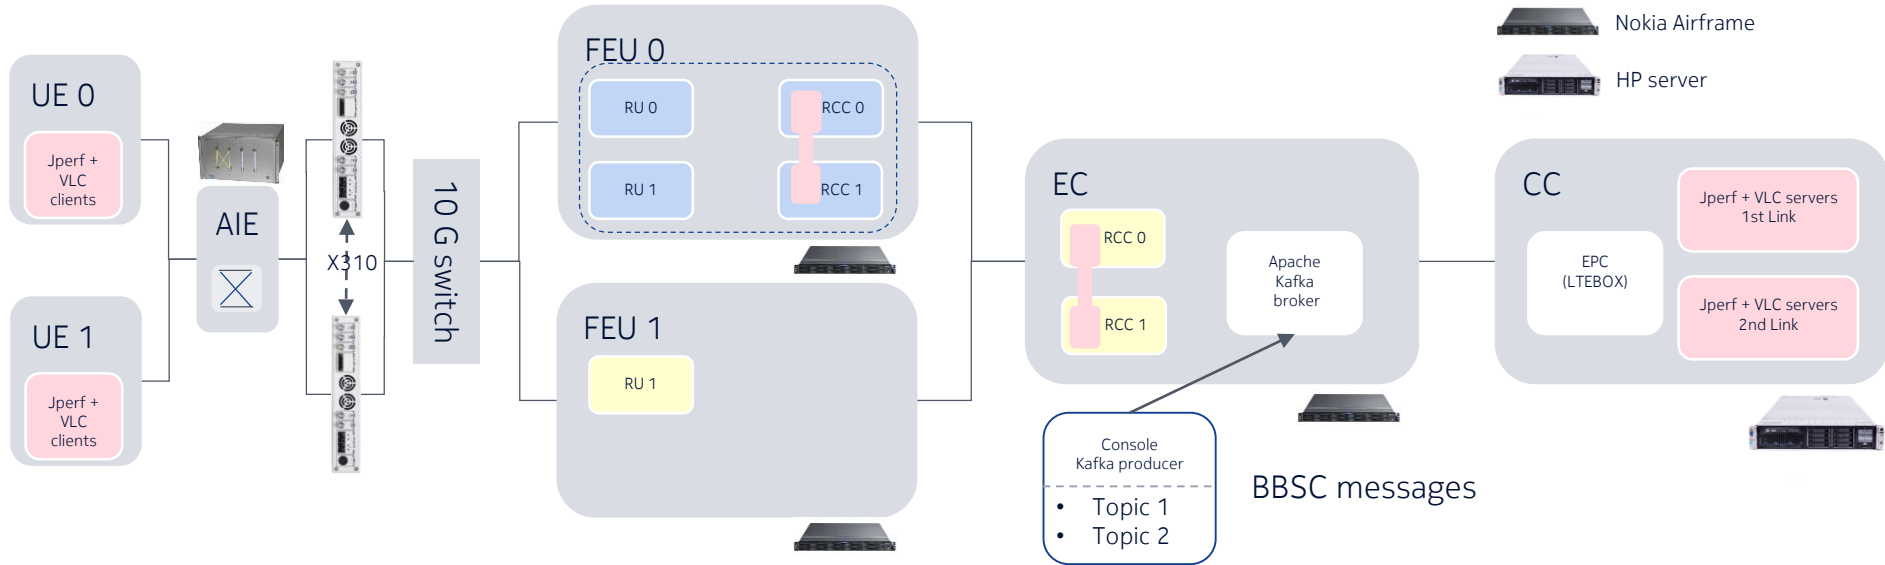 Nokia Airframe
HP server
UE 0
Jperf +
VLC
clients
UE 1
Jperf +
VLC
clients
AIE
X310
10 G switch
FEU 0
RU 0
RCC 0
RU 1
RCC 1
FEU 1
RU 1
EC
RCC 0
RCC 1
Apache
Kafka
broker
Console
Kafka producer
• Topic 1
• Topic 2
BBSC messages
CC
EPC
(LTEBOX)
Jperf + VLC servers
1st Link
Jperf + VLC servers
2nd Link